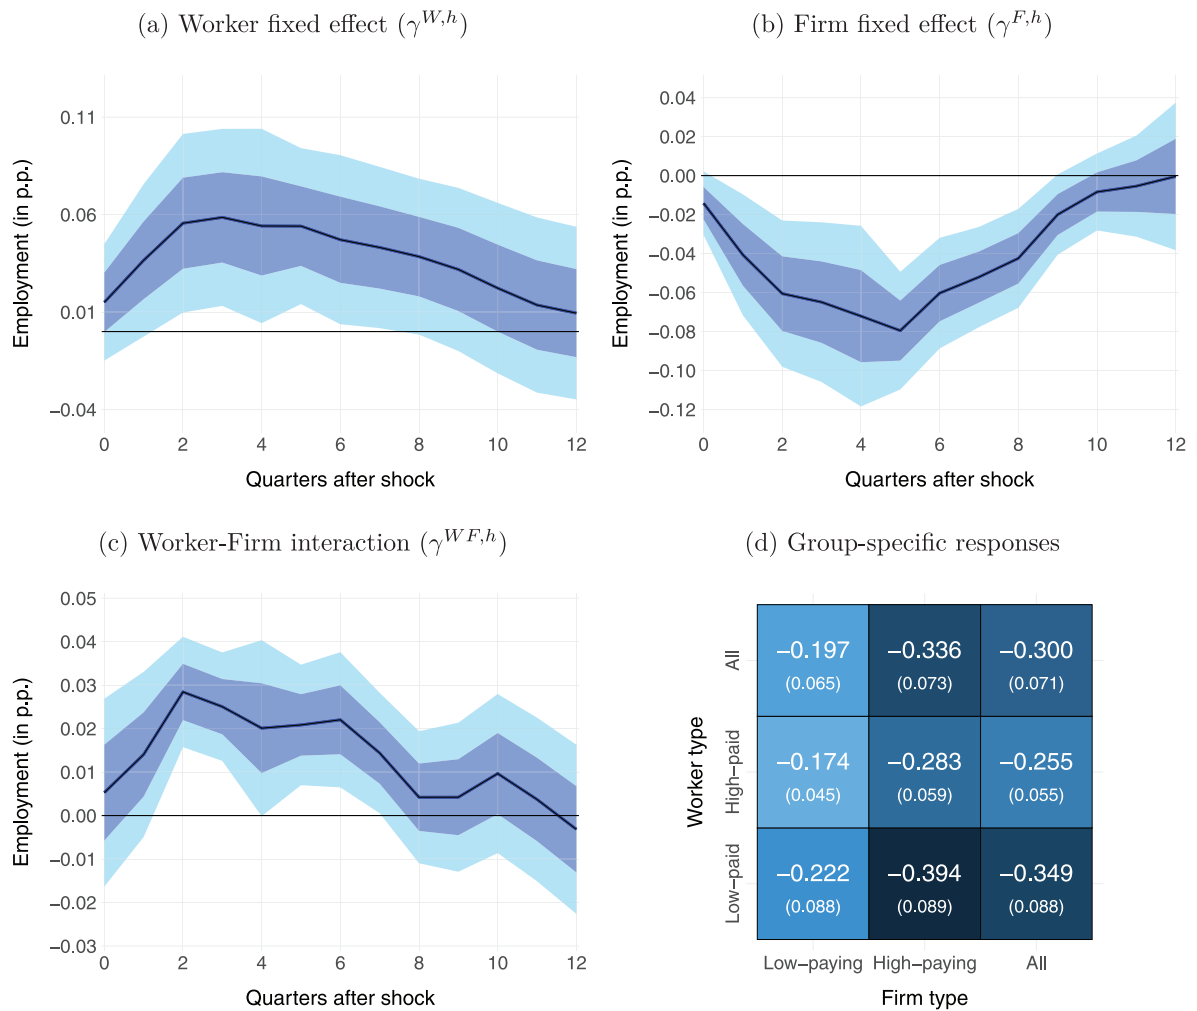 (a) Worker fixed effect (γ^{W,h})
0.11
0.06
0.01
−0.04
Employment (in p.p.)
0 2 4 6 8 10 12
Quarters after shock
(b) Firm fixed effect (γ^{F,h})
0.04
0.02
0.00
−0.02
−0.04
−0.06
−0.08
−0.10
−0.12
Employment (in p.p.)
0 2 4 6 8 10 12
Quarters after shock
(c) Worker-Firm interaction (γ^{WF,h})
0.05
0.04
0.03
0.02
0.01
0.00
−0.01
−0.02
−0.03
Employment (in p.p.)
0 2 4 6 8 10 12
Quarters after shock
(d) Group-specific responses
Worker type
All
−0.197 −0.336 −0.300
(0.065) (0.073) (0.071)
High−paid
−0.174 −0.283 −0.255
(0.045) (0.059) (0.055)
Low−paid
−0.222 −0.394 −0.349
(0.088) (0.089) (0.088)
Low−paying High−paying All
Firm type